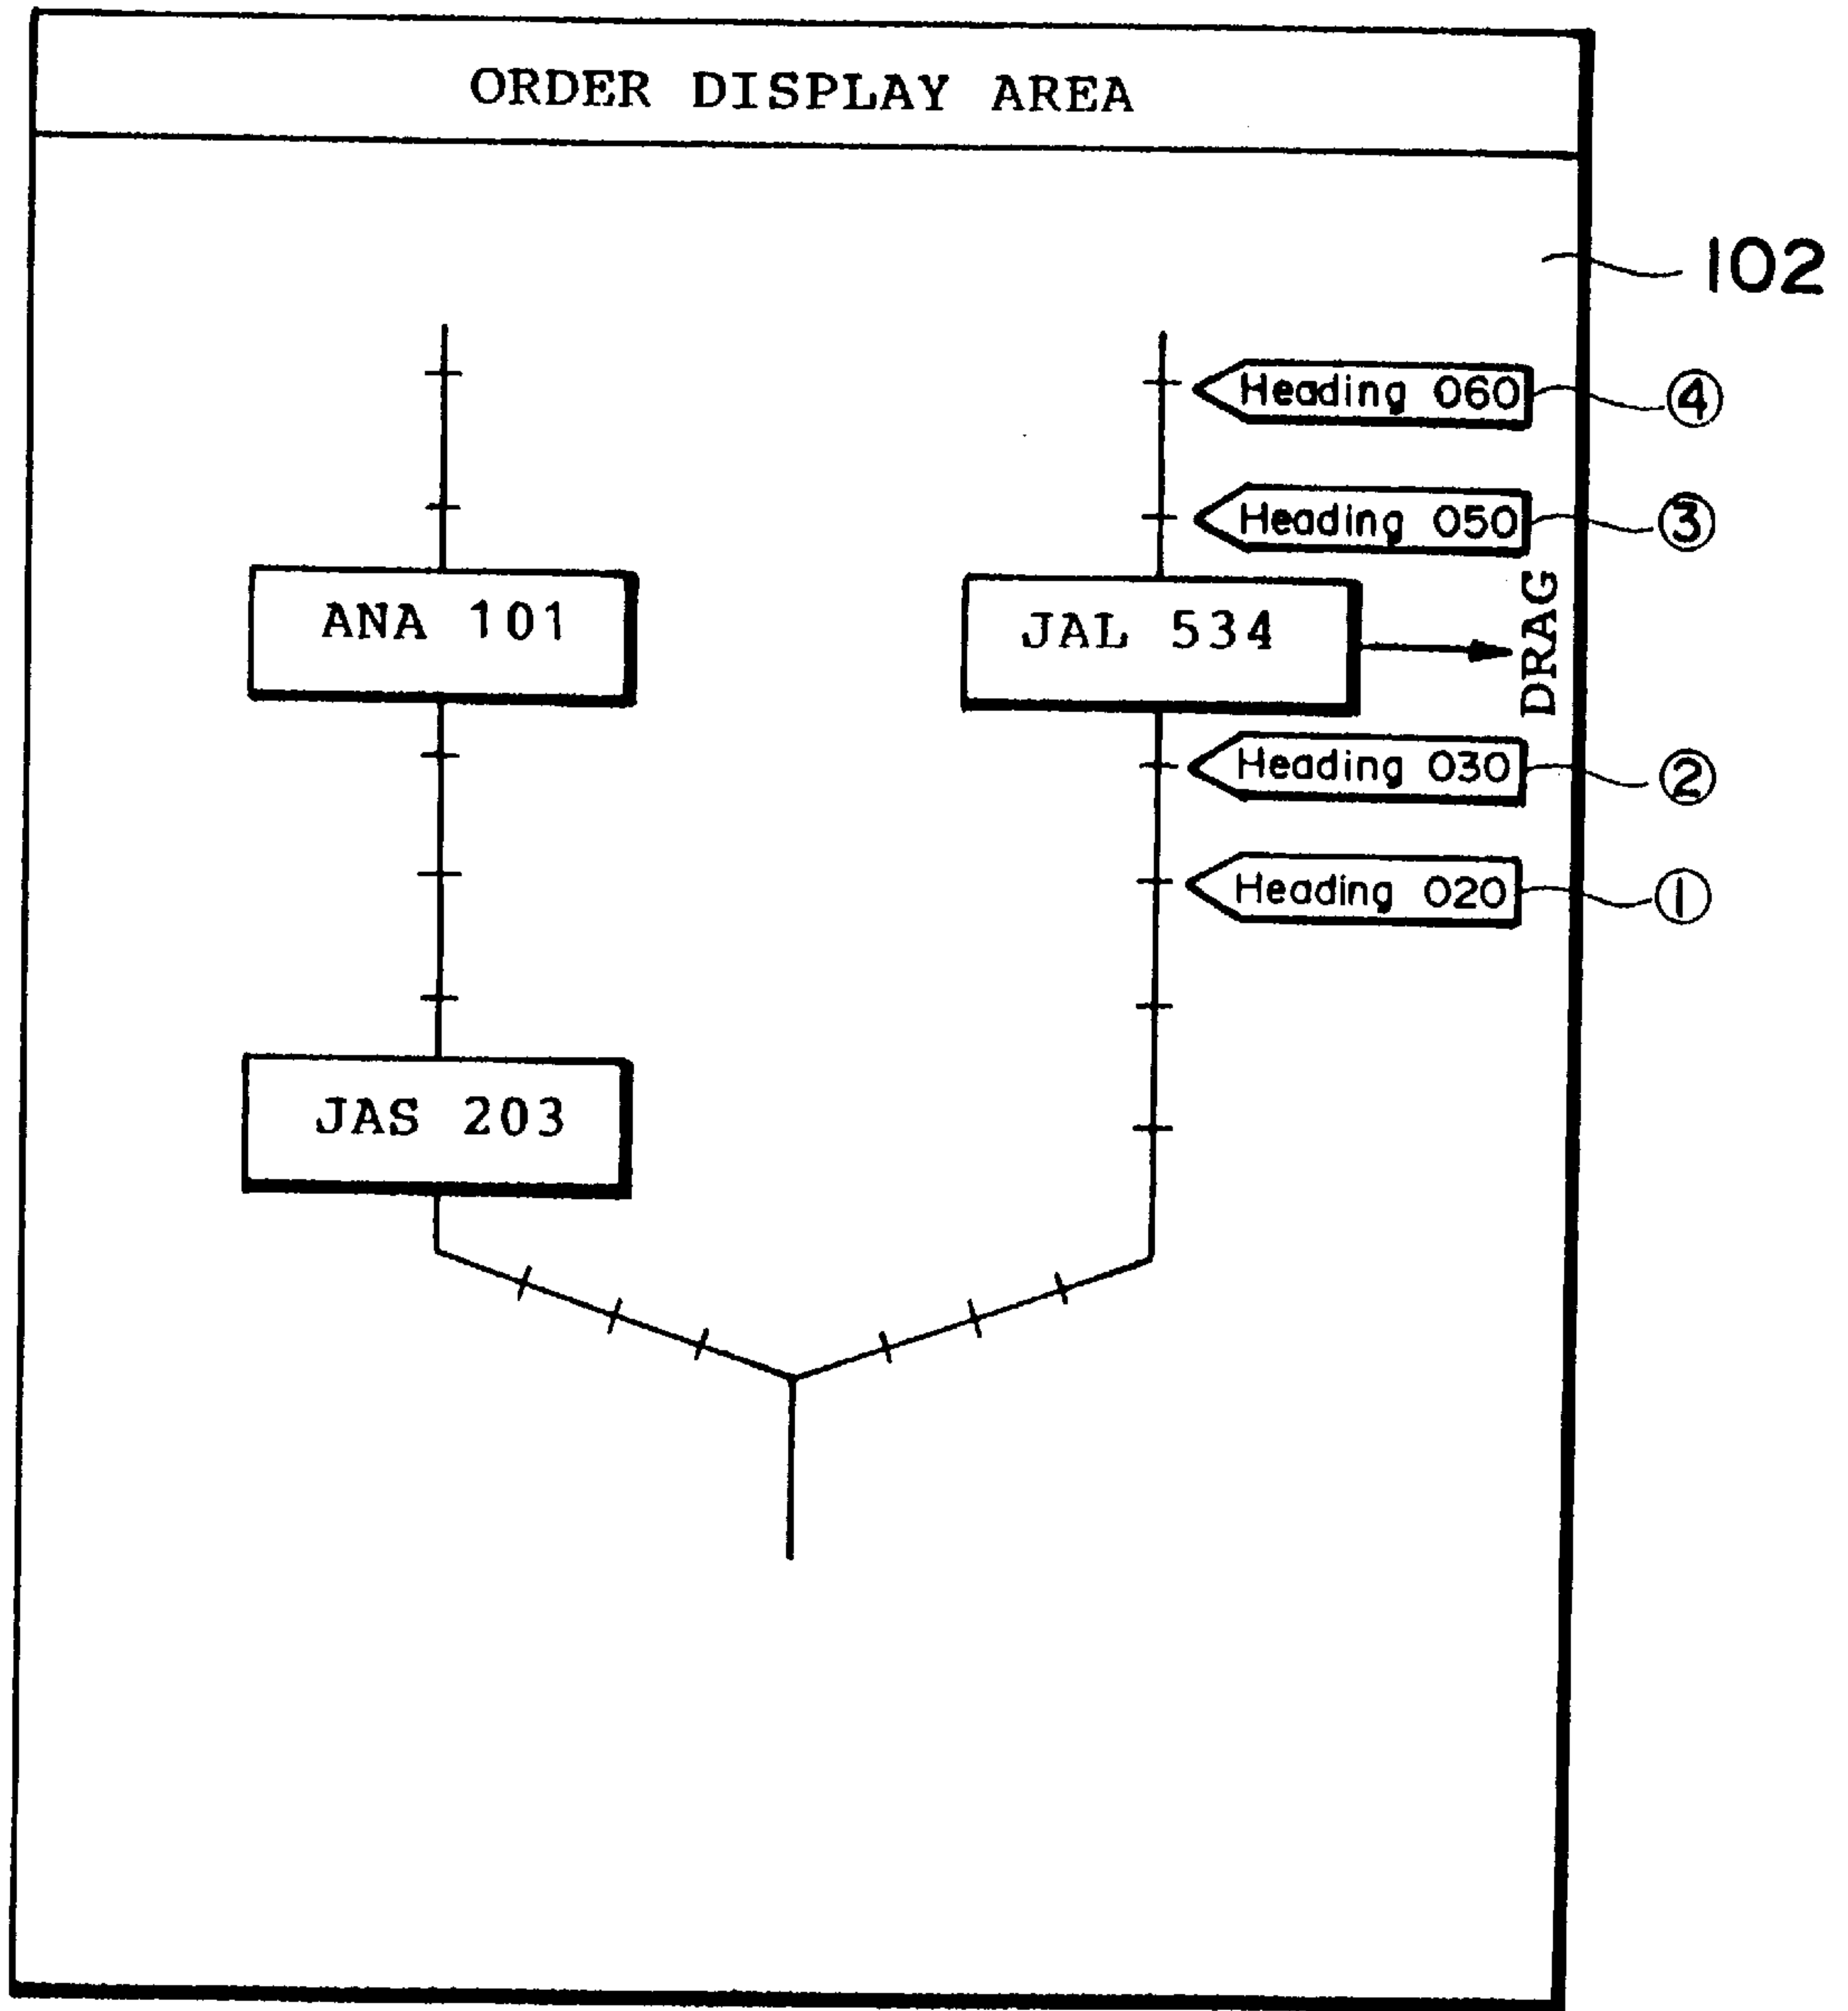 ORDER DISPLAY AREA
102
Heading 060
④
Heading 050
③
ANA 101
JAL 534
DRAG
Heading 030
②
Heading 020
①
JAS 203